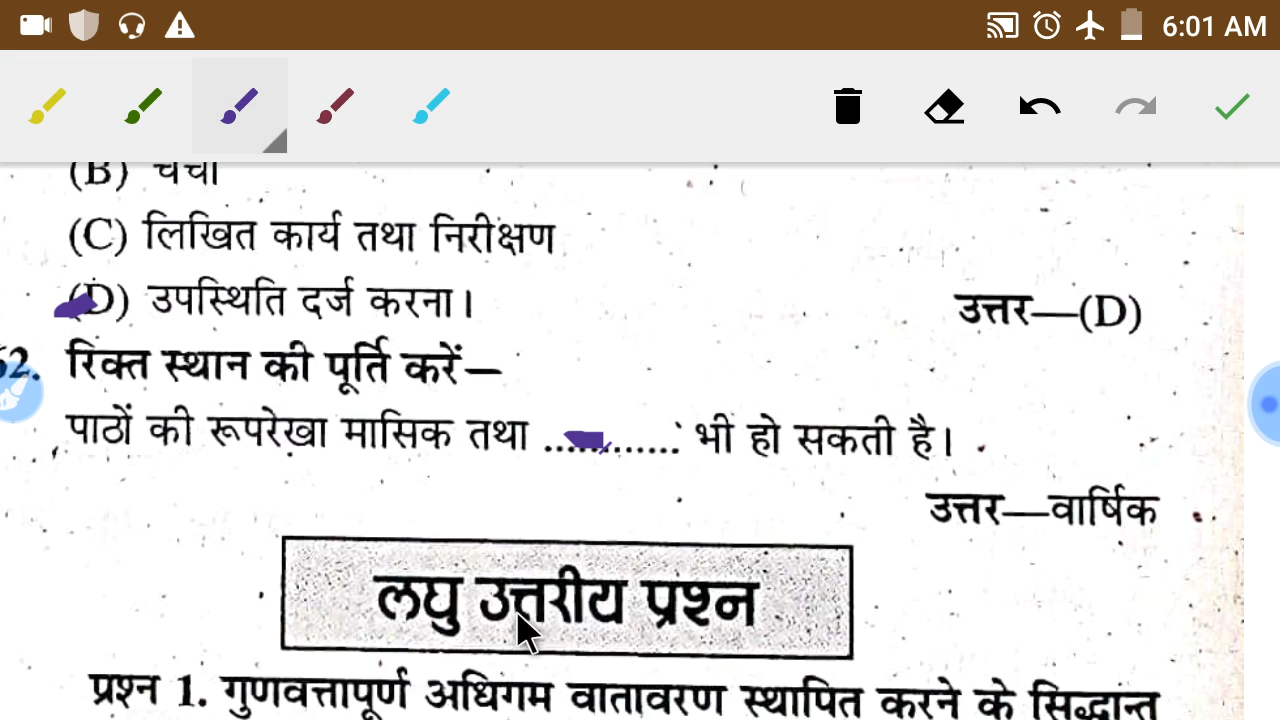 6:01 AM
(B) चर्चा
(C) लिखित कार्य तथा निरीक्षण
(D) उपस्थिति दर्ज करना।
उत्तर—(D)
62. रिक्त स्थान की पूर्ति करें—
पाठों की रूपरेखा मासिक तथा ............ भी हो सकती है।
उत्तर—वार्षिक
लघु उत्तरीय प्रश्न
प्रश्न 1. गुणवत्तापूर्ण अधिगम वातावरण स्थापित करने के सिद्धान्त